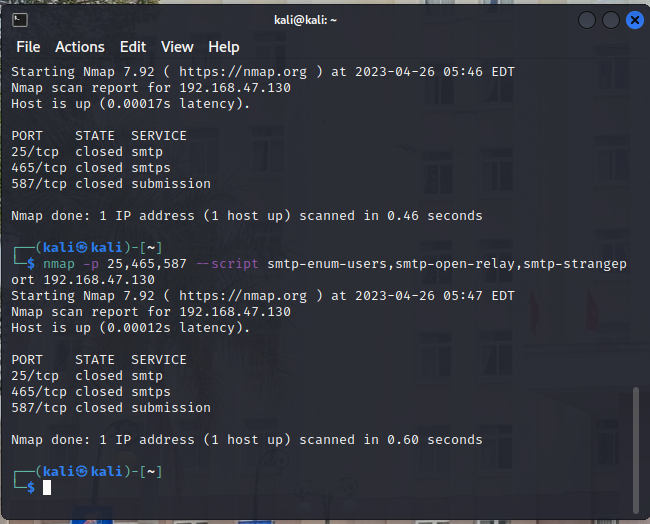 kali@kali: ~
File Actions Edit View Help
Starting Nmap 7.92 ( https://nmap.org ) at 2023-04-26 05:46 EDT
Nmap scan report for 192.168.47.130
Host is up (0.00017s latency).
PORT STATE SERVICE
25/tcp closed smtp
465/tcp closed smtps
587/tcp closed submission
Nmap done: 1 IP address (1 host up) scanned in 0.46 seconds
┌──(kali㉿kali)-[~]
└─$ nmap -p 25,465,587 --script smtp-enum-users,smtp-open-relay,smtp-strangep
ort 192.168.47.130
Starting Nmap 7.92 ( https://nmap.org ) at 2023-04-26 05:47 EDT
Nmap scan report for 192.168.47.130
Host is up (0.00012s latency).
PORT STATE SERVICE
25/tcp closed smtp
465/tcp closed smtps
587/tcp closed submission
Nmap done: 1 IP address (1 host up) scanned in 0.60 seconds
┌──(kali㉿kali)-[~]
└─$